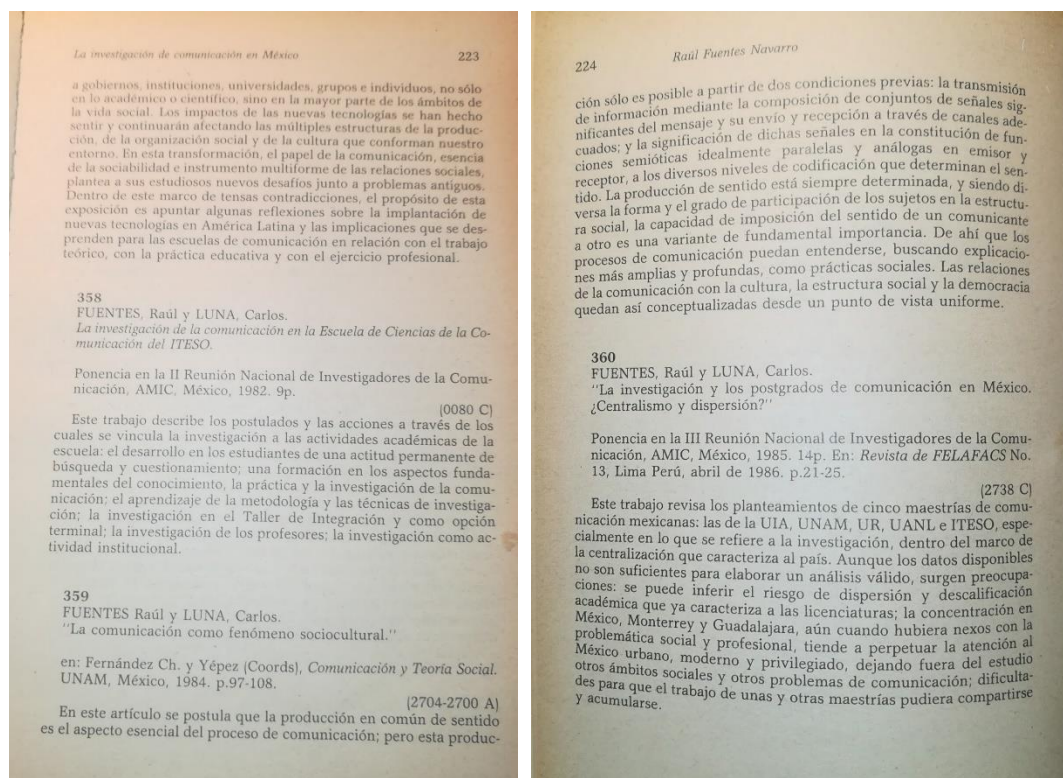 La investigación de comunicación en México 223
a gobiernos, instituciones, universidades, grupos e individuos, no sólo
en lo académico o científico, sino en la mayor parte de los ámbitos de
la vida social. Los impactos de las nuevas tecnologías se han hecho
sentir y continuarán afectando las múltiples estructuras de la produc-
ción, de la organización social y de la cultura que conforman nuestro
entorno. En esta transformación, el papel de la comunicación, esencia
de la sociabilidad e instrumento multiforme de las relaciones sociales,
plantea a sus estudiosos nuevos desafíos junto a problemas antiguos.
Dentro de este marco de tensas contradicciones, el propósito de esta
exposición es apuntar algunas reflexiones sobre la implantación de
nuevas tecnologías en América Latina y las implicaciones que se des-
prenden para las escuelas de comunicación en relación con el trabajo
teórico, con la práctica educativa y con el ejercicio profesional.
358
FUENTES, Raúl y LUNA, Carlos.
La investigación de la comunicación en la Escuela de Ciencias de la Co-
municación del ITESO.
Ponencia en la II Reunión Nacional de Investigadores de la Comu-
nicación, AMIC, México, 1982. 9p.
(0080 C)
Este trabajo describe los postulados y las acciones a través de los
cuales se vincula la investigación a las actividades académicas de la
escuela: el desarrollo en los estudiantes de una actitud permanente de
búsqueda y cuestionamiento; una formación en los aspectos funda-
mentales del conocimiento, la práctica y la investigación de la comu-
nicación; el aprendizaje de la metodología y las técnicas de investiga-
ción; la investigación en el Taller de Integración y como opción
terminal; la investigación de los profesores; la investigación como ac-
tividad institucional.
359
FUENTES Raúl y LUNA, Carlos.
"La comunicación como fenómeno sociocultural."
en: Fernández Ch. y Yépez (Coords), Comunicación y Teoría Social.
UNAM, México, 1984. p.97-108.
(2704-2700 A)
En este artículo se postula que la producción en común de sentido
es el aspecto esencial del proceso de comunicación; pero esta produc-
224 Raúl Fuentes Navarro
ción sólo es posible a partir de dos condiciones previas: la transmisión
de información mediante la composición de conjuntos de señales sig-
nificantes del mensaje y su envío y recepción a través de canales ade-
cuados; y la significación de dichas señales en la constitución de fun-
ciones semióticas idealmente paralelas y análogas en emisor y
receptor, a los diversos niveles de codificación que determinan el sen-
tido. La producción de sentido está siempre determinada, y siendo di-
versa la forma y el grado de participación de los sujetos en la estructu-
ra social, la capacidad de imposición del sentido de un comunicante
a otro es una variante de fundamental importancia. De ahí que los
procesos de comunicación puedan entenderse, buscando explicacio-
nes más amplias y profundas, como prácticas sociales. Las relaciones
de la comunicación con la cultura, la estructura social y la democracia
quedan así conceptualizadas desde un punto de vista uniforme.
360
FUENTES, Raúl y LUNA, Carlos.
"La investigación y los postgrados de comunicación en México.
¿Centralismo y dispersión?"
Ponencia en la III Reunión Nacional de Investigadores de la Comu-
nicación, AMIC, México, 1985. 14p. En: Revista de FELAFACS No.
13, Lima Perú, abril de 1986. p.21-25.
(2738 C)
Este trabajo revisa los planteamientos de cinco maestrías de comu-
nicación mexicanas: las de la UIA, UNAM, UR, UANL e ITESO, espe-
cialmente en lo que se refiere a la investigación, dentro del marco de
la centralización que caracteriza al país. Aunque los datos disponibles
no son suficientes para elaborar un análisis válido, surgen preocupa-
ciones: se puede inferir el riesgo de dispersión y descalificación
académica que ya caracteriza a las licenciaturas; la concentración en
México, Monterrey y Guadalajara, aún cuando hubiera nexos con la
problemática social y profesional, tiende a perpetuar la atención al
México urbano, moderno y privilegiado, dejando fuera del estudio
otros ámbitos sociales y otros problemas de comunicación; dificulta-
des para que el trabajo de unas y otras maestrías pudiera compartirse
y acumularse.